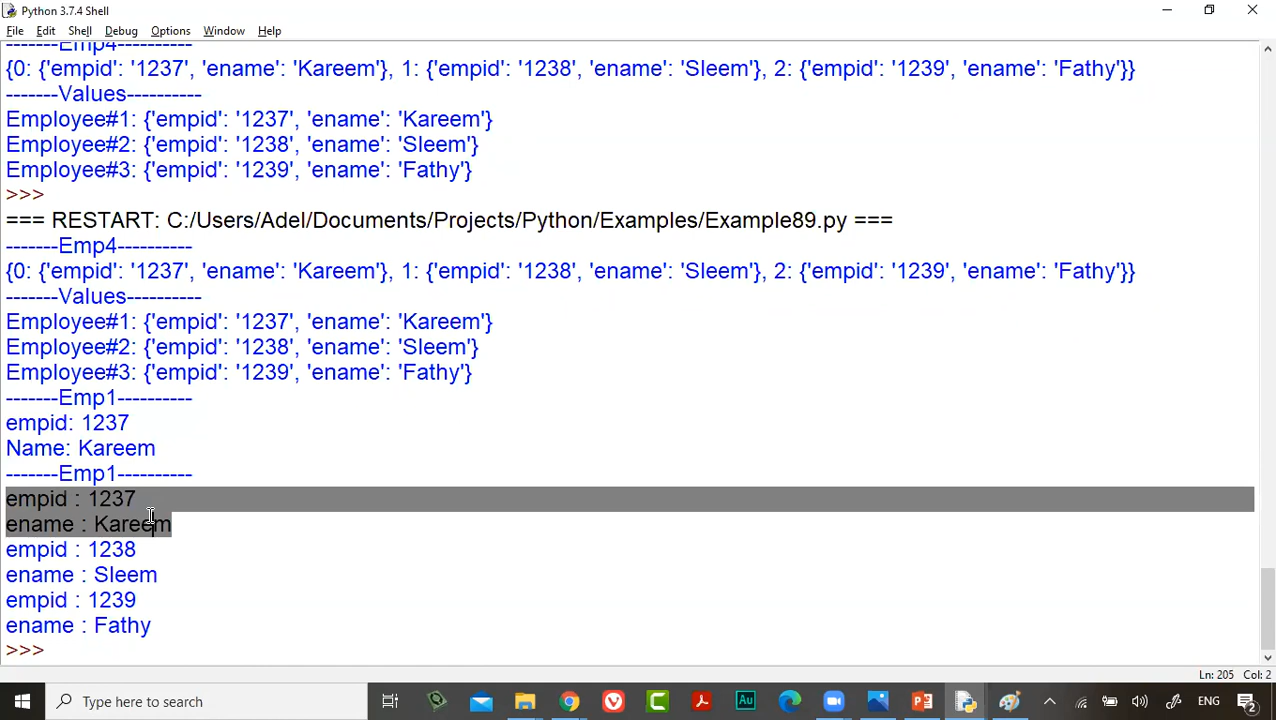 Python 3.7.4 Shell
File Edit Shell Debug Options Window Help
-------Emp4----------
{0: {'empid': '1237', 'ename': 'Kareem'}, 1: {'empid': '1238', 'ename': 'Sleem'}, 2: {'empid': '1239', 'ename': 'Fathy'}}
-------Values----------
Employee#1: {'empid': '1237', 'ename': 'Kareem'}
Employee#2: {'empid': '1238', 'ename': 'Sleem'}
Employee#3: {'empid': '1239', 'ename': 'Fathy'}
>>>
=== RESTART: C:/Users/Adel/Documents/Projects/Python/Examples/Example89.py ===
-------Emp4----------
{0: {'empid': '1237', 'ename': 'Kareem'}, 1: {'empid': '1238', 'ename': 'Sleem'}, 2: {'empid': '1239', 'ename': 'Fathy'}}
-------Values----------
Employee#1: {'empid': '1237', 'ename': 'Kareem'}
Employee#2: {'empid': '1238', 'ename': 'Sleem'}
Employee#3: {'empid': '1239', 'ename': 'Fathy'}
-------Emp1----------
empid: 1237
Name: Kareem
-------Emp1----------
empid : 1237
ename : Kareem
empid : 1238
ename : Sleem
empid : 1239
ename : Fathy
>>>
Ln: 205 Col: 2
Type here to search
Au
ENG
2